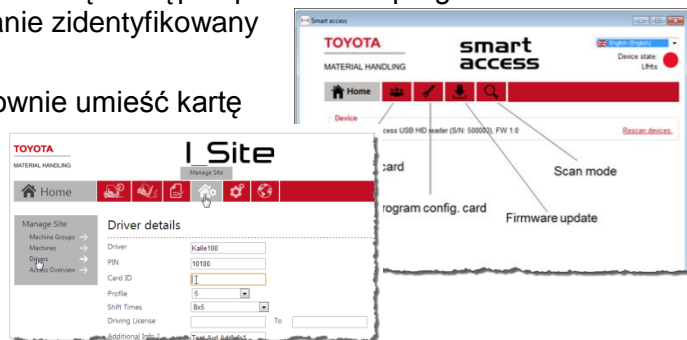 anie zidentyfikowany
ownie umieść kartę
Smart access
TOYOTA
MATERIAL HANDLING
smart
access
English (English)
Device state:
UHts
Home
Device
cess USB HID reader (S/N: 500002), FW 1.0
Rescan devices.
card
rogram config. card
Firmware update
Scan mode
TOYOTA
MATERIAL HANDLING
I_Site
Manage Site
Home
Manage Site
Machine Groups
Machines
Drivers
Access Overview
Driver details
Driver
Kalle100
PIN
10100
Card ID
Profile
5
Shift Times
8x5
Driving License
To
Additional Info 1